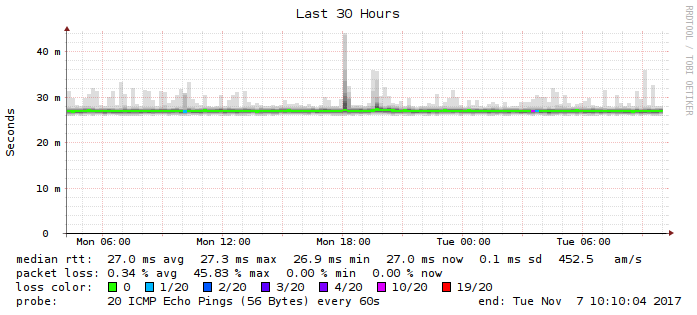 Last 30 Hours
RRDTOOL / TOBI OETIKER
Seconds
40 m
30 m
20 m
10 m
0
Mon 06:00 Mon 12:00 Mon 18:00 Tue 00:00 Tue 06:00
median rtt: 27.0 ms avg 27.3 ms max 26.9 ms min 27.0 ms now 0.1 ms sd 452.5 am/s
packet loss: 0.34 % avg 45.83 % max 0.00 % min 0.00 % now
loss color: 0 1/20 2/20 3/20 4/20 10/20 19/20
probe: 20 ICMP Echo Pings (56 Bytes) every 60s end: Tue Nov 7 10:10:04 2017